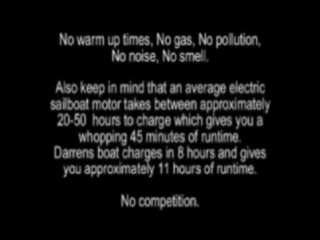 No warm up times, No gas, No pollution,
No noise, No smell.
Also keep in mind that an average electric
sailboat motor takes between approximately
20-50 hours to charge which gives you a
whopping 45 minutes of runtime.
Darrens boat charges in 8 hours and gives
you approximately 11 hours of runtime.
No competition.